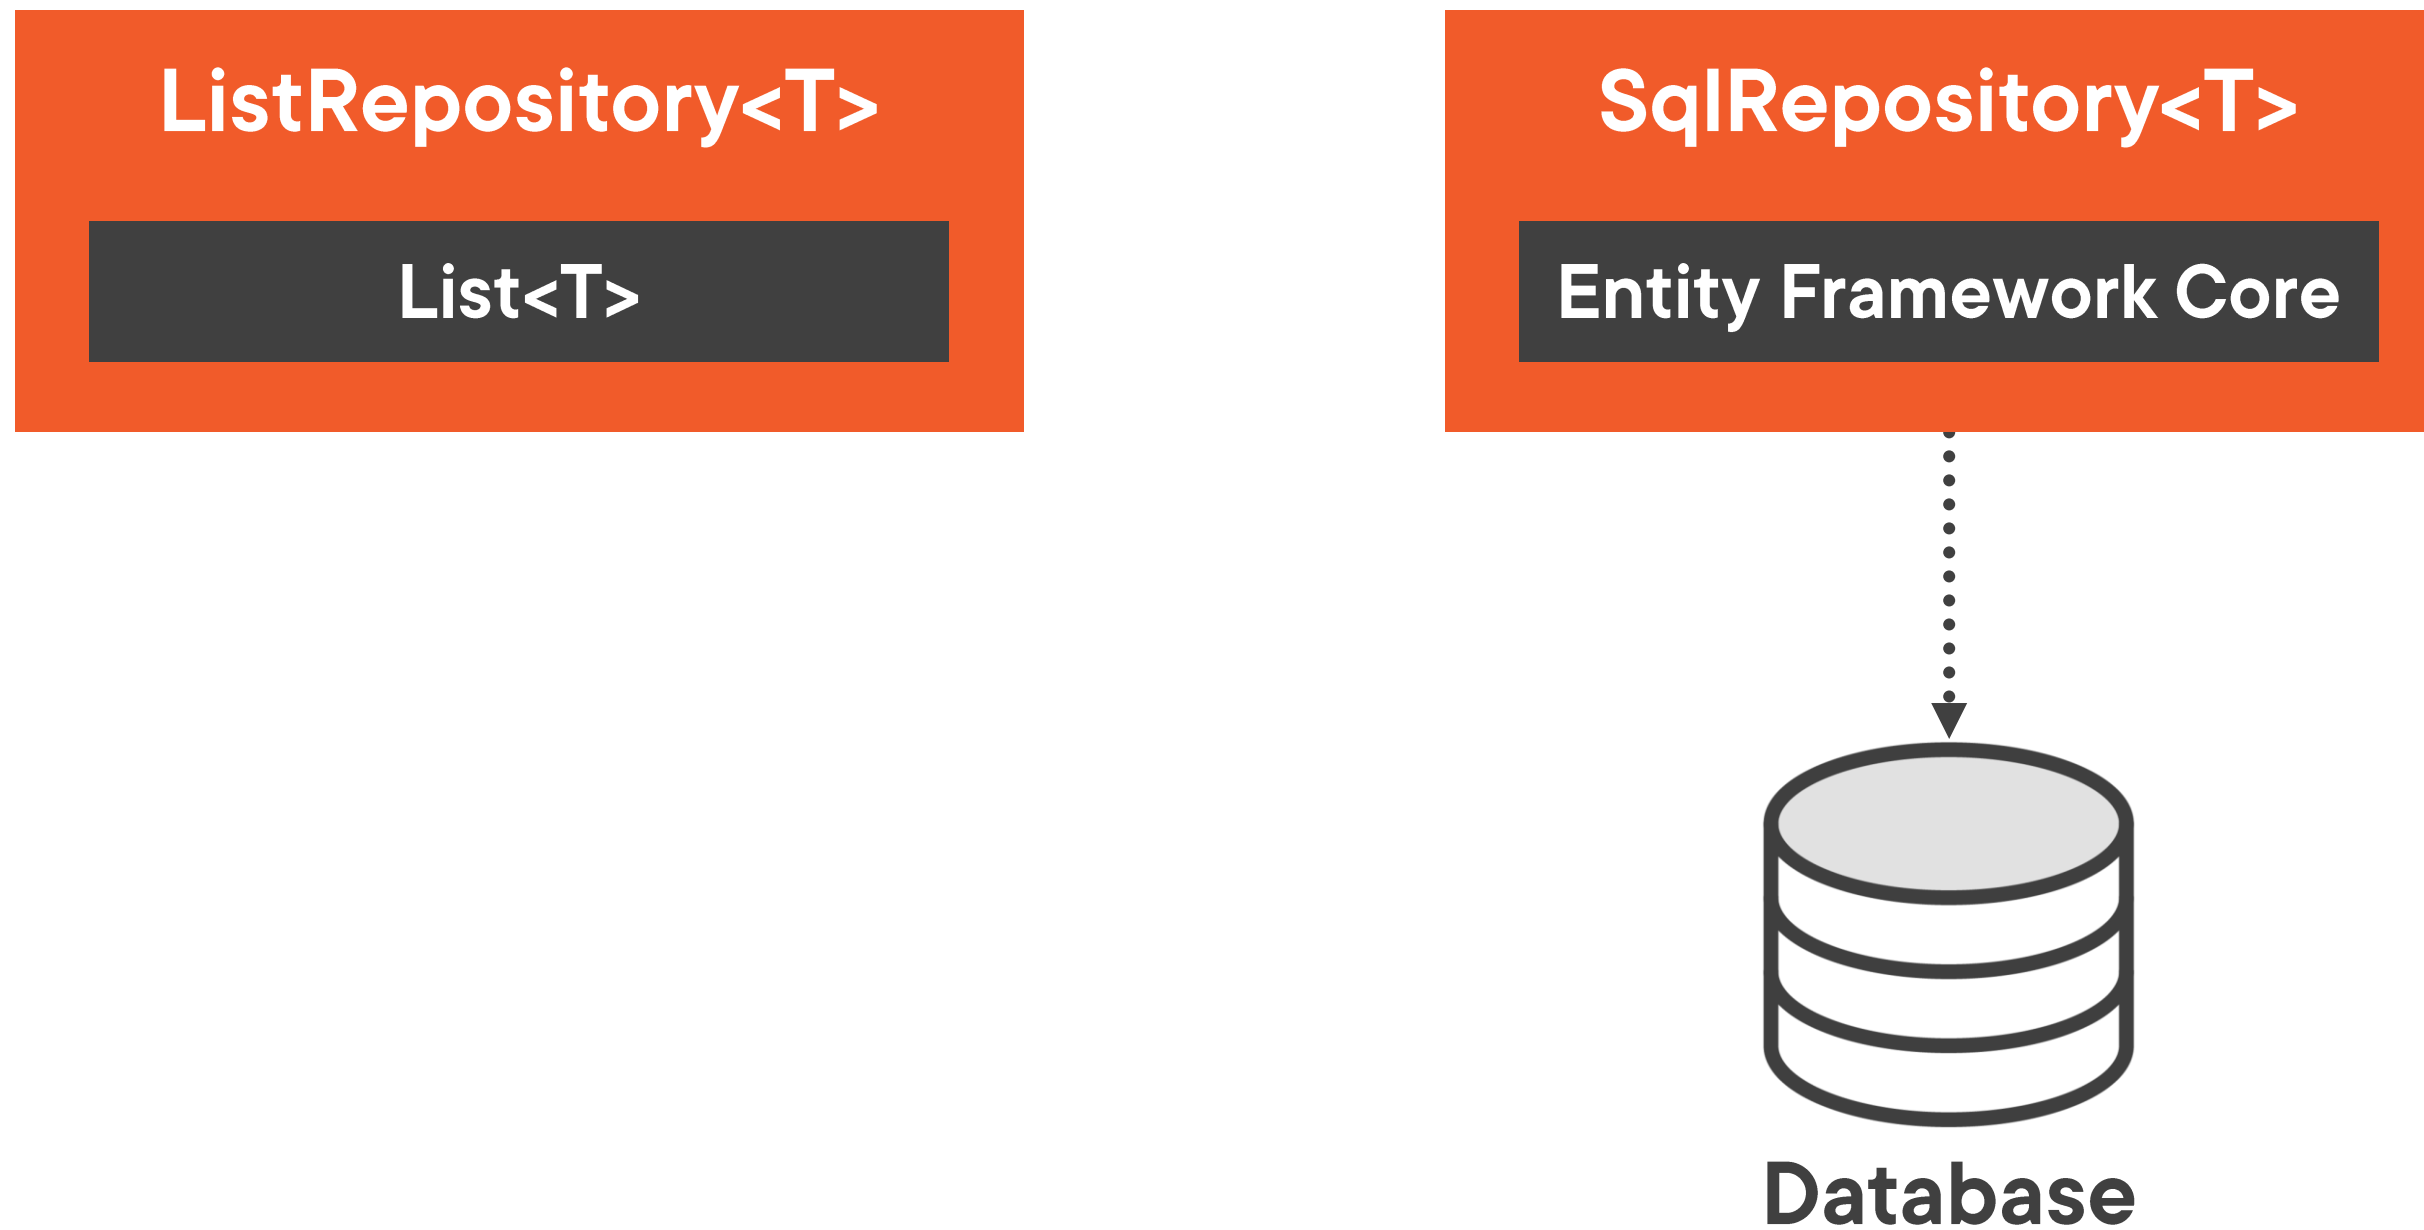 ListRepository<T>
List<T>
SqlRepository<T>
Entity Framework Core
Database